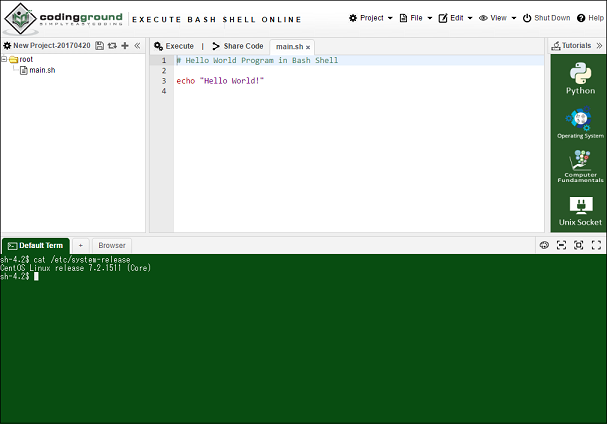 codingground
SIMPLYEASYCODING
EXECUTE BASH SHELL ONLINE
Project
File
Edit
View
Shut Down
Help
New Project-20170420
Execute | Share Code
main.sh
Tutorials
root
main.sh
1 # Hello World Program in Bash Shell
2
3 echo "Hello World!"
4
Python
Operating System
Computer
Fundamentals
Unix Socket
Default Term
+
Browser
sh-4.2$ cat /etc/system-release
CentOS Linux release 7.2.1511 (Core)
sh-4.2$